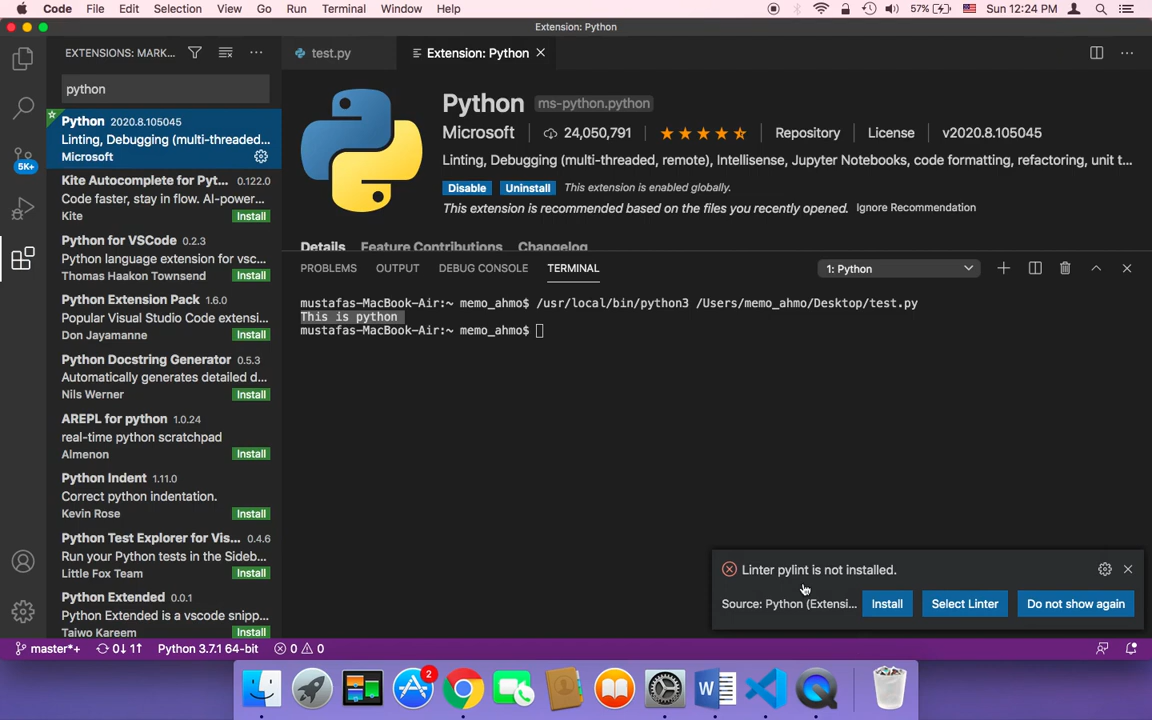 Code File Edit Selection View Go Run Terminal Window Help 57% Sun 12:24 PM
Extension: Python
EXTENSIONS: MARK...
test.py
Extension: Python
python
Python 2020.8.105045
Linting, Debugging (multi-threaded...
Microsoft
Kite Autocomplete for Pyt... 0.122.0
Code faster, stay in flow. AI-power...
Kite Install
Python for VSCode 0.2.3
Python language extension for vsc...
Thomas Haakon Townsend Install
Python Extension Pack 1.6.0
Popular Visual Studio Code extensi...
Don Jayamanne Install
Python Docstring Generator 0.5.3
Automatically generates detailed d...
Nils Werner Install
AREPL for python 1.0.24
real-time python scratchpad
Almenon Install
Python Indent 1.11.0
Correct python indentation.
Kevin Rose Install
Python Test Explorer for Vis... 0.4.6
Run your Python tests in the Sideb...
Little Fox Team Install
Python Extended 0.0.1
Python Extended is a vscode snipp...
Taiwo Kareem Install
5K+
Python ms-python.python
Microsoft 24,050,791 Repository License v2020.8.105045
Linting, Debugging (multi-threaded, remote), Intellisense, Jupyter Notebooks, code formatting, refactoring, unit t...
Disable Uninstall This extension is enabled globally.
This extension is recommended based on the files you recently opened. Ignore Recommendation
Details Feature Contributions Changelog
PROBLEMS OUTPUT DEBUG CONSOLE TERMINAL 1: Python
mustafas-MacBook-Air:~ memo_ahmo$ /usr/local/bin/python3 /Users/memo_ahmo/Desktop/test.py
This is python
mustafas-MacBook-Air:~ memo_ahmo$
Linter pylint is not installed.
Source: Python (Extensi... Install Select Linter Do not show again
master*+ 0↓ 1↑ Python 3.7.1 64-bit 0 0
2